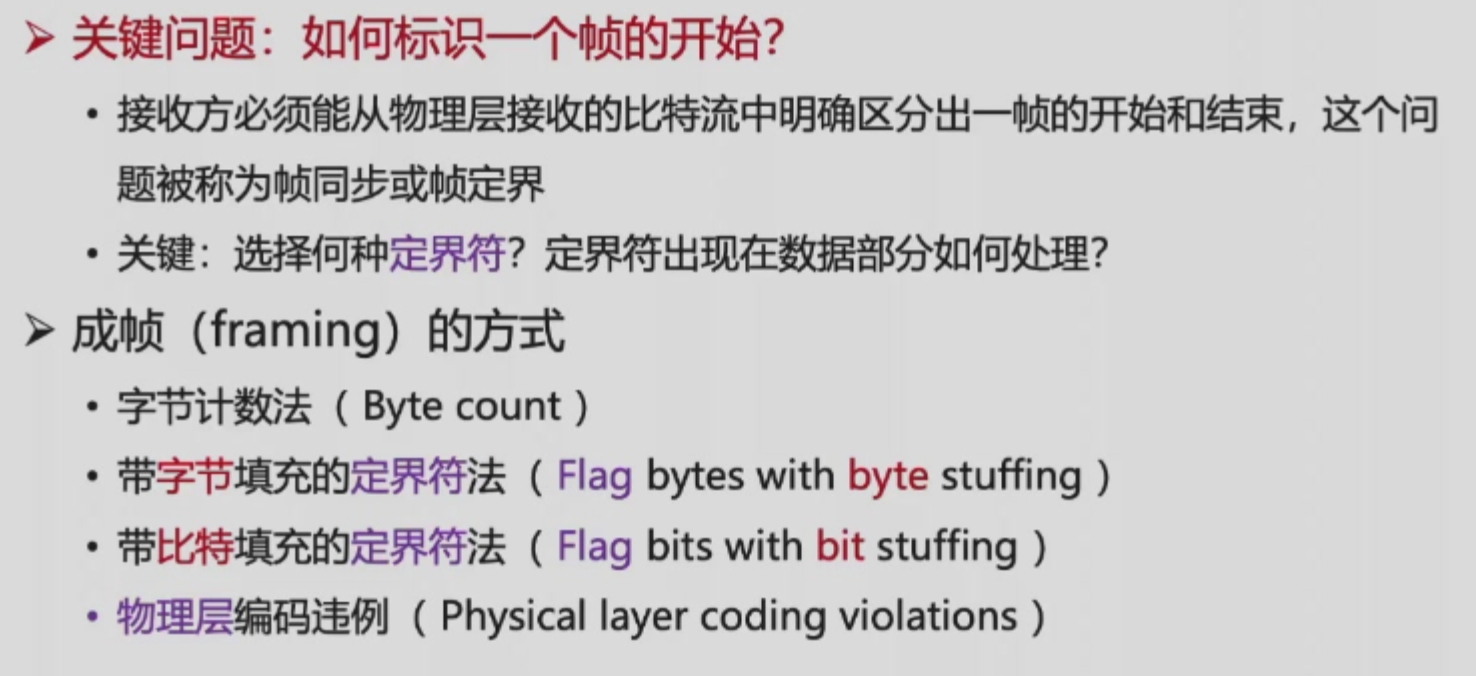 ➢ 关键问题：如何标识一个帧的开始？
• 接收方必须能从物理层接收的比特流中明确区分出一帧的开始和结束，这个问
题被称为帧同步或帧定界
• 关键：选择何种定界符？定界符出现在数据部分如何处理？
➢ 成帧（framing）的方式
• 字节计数法（ Byte count ）
• 带字节填充的定界符法（ Flag bytes with byte stuffing ）
• 带比特填充的定界符法（ Flag bits with bit stuffing ）
• 物理层编码违例（ Physical layer coding violations ）